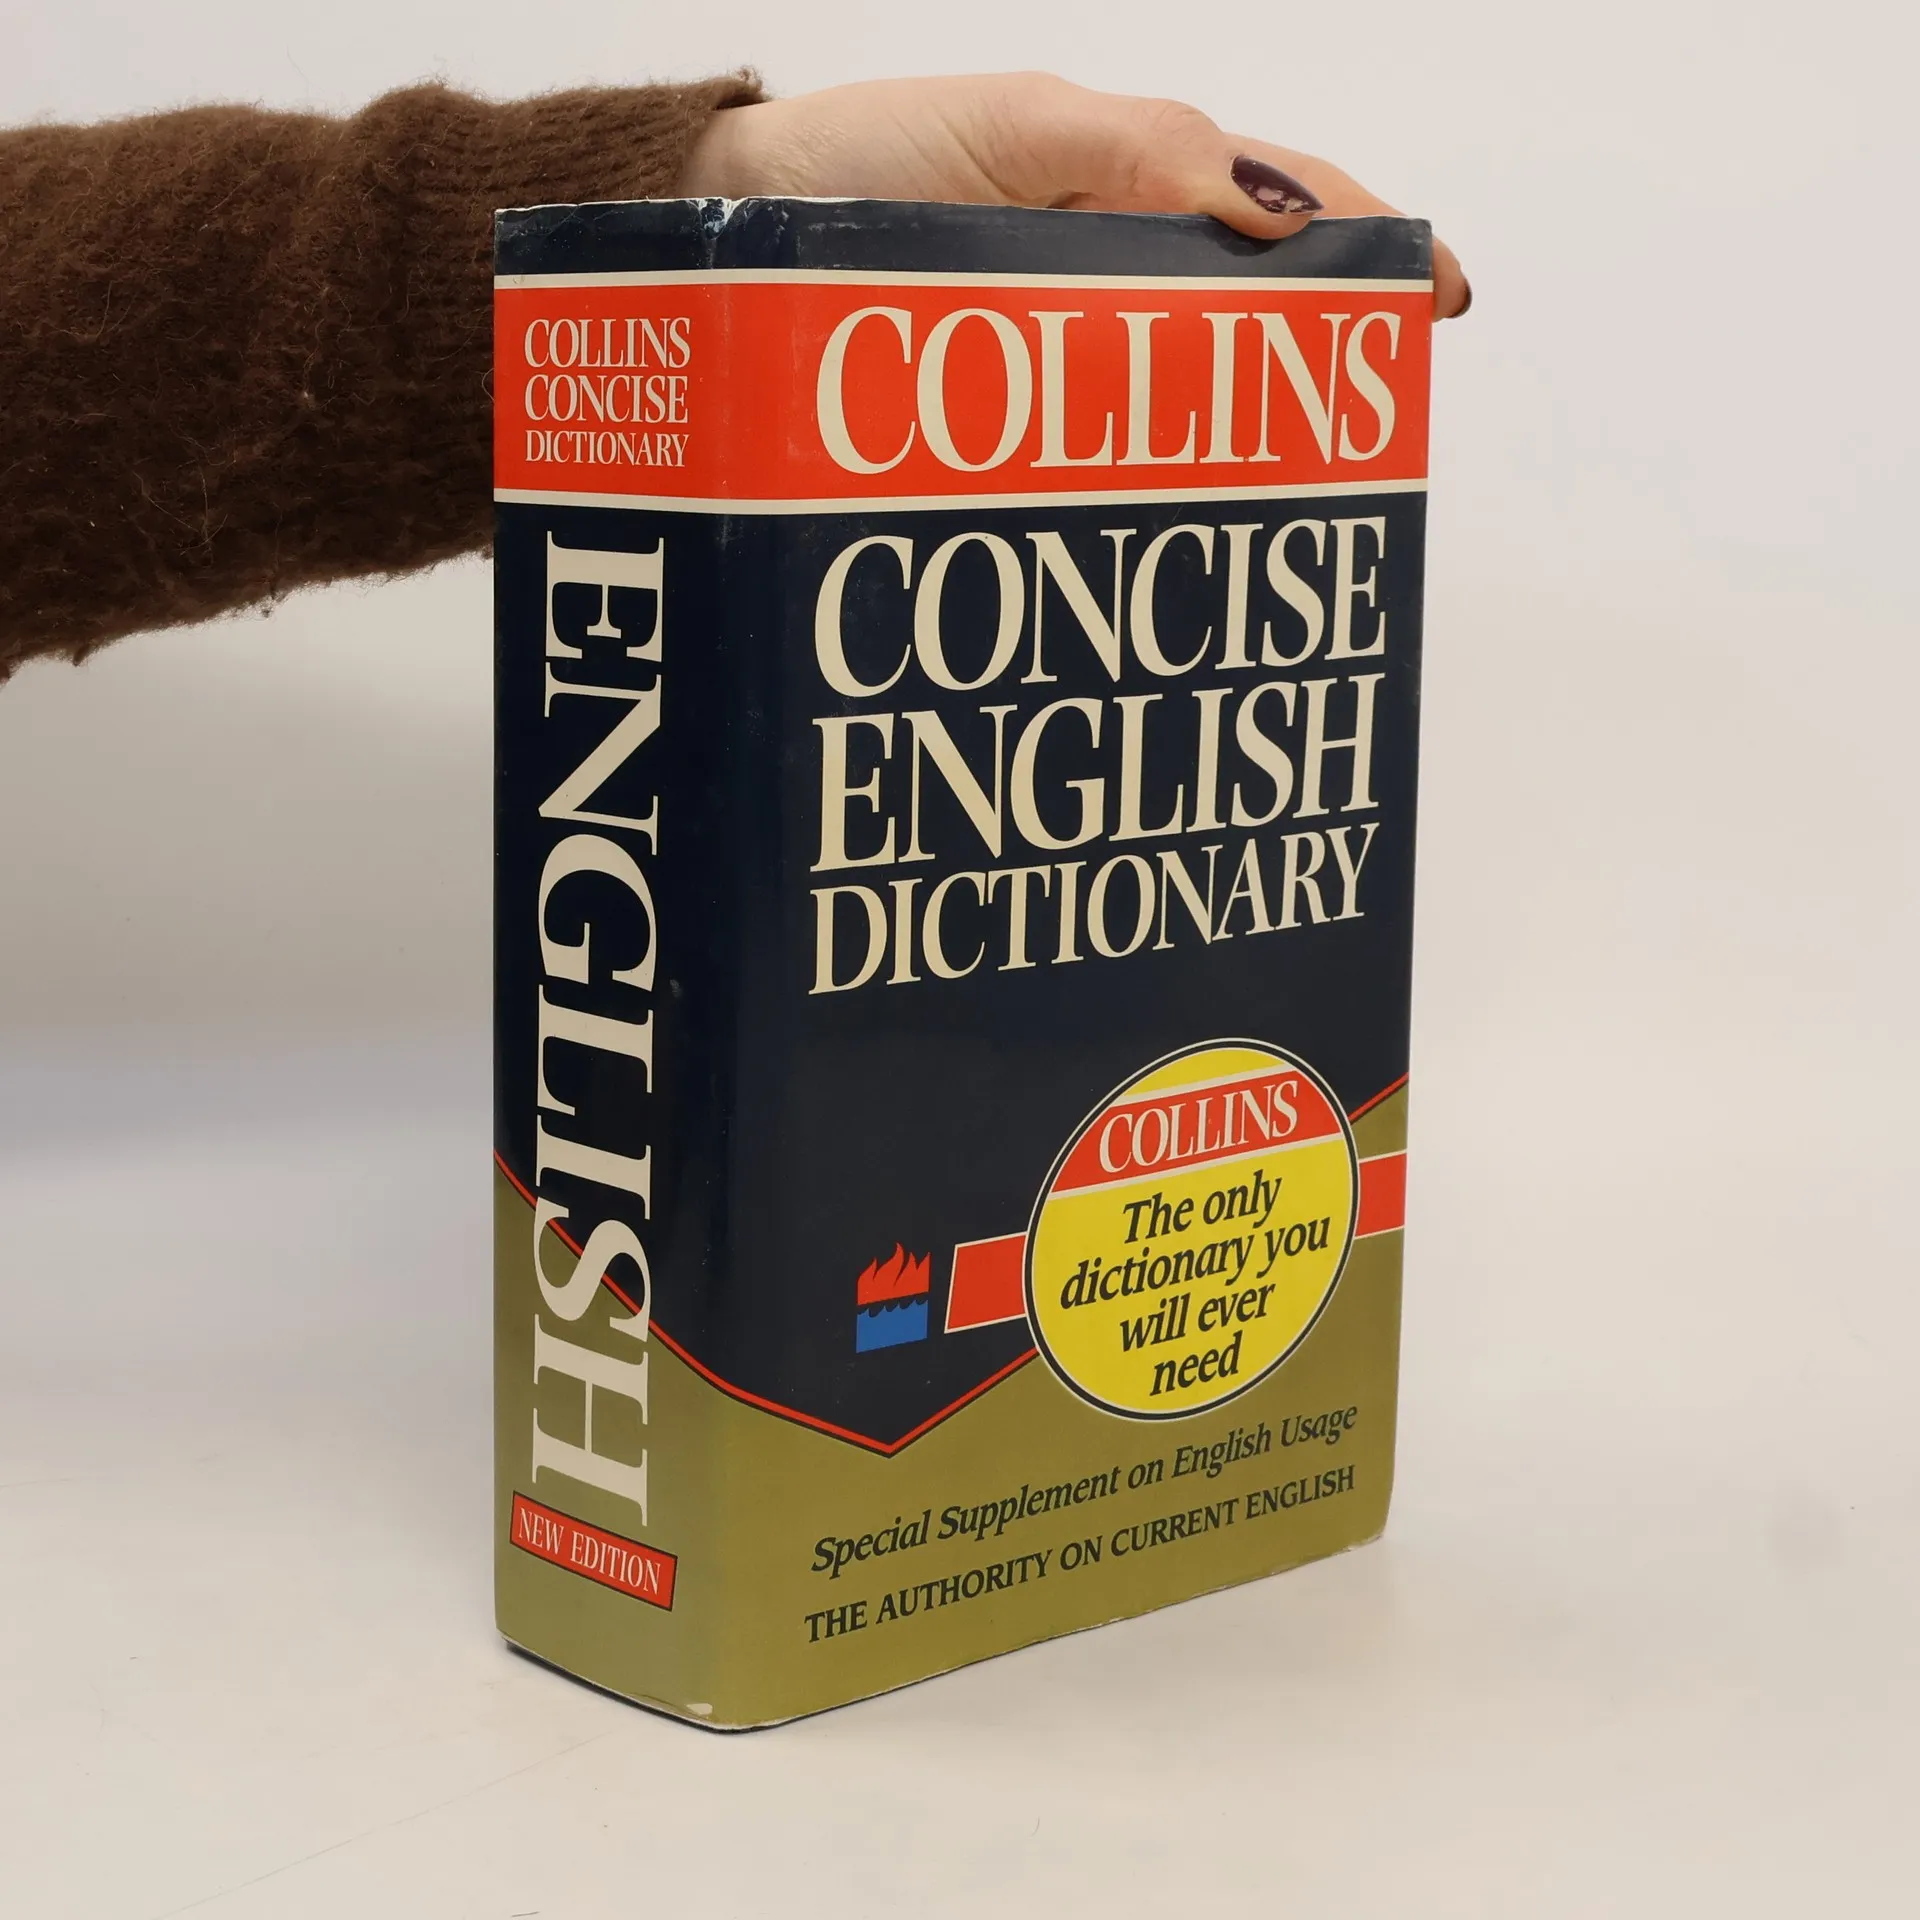 COLLINS
CONCISE
DICTIONARY
ENGLISH
NEW EDITION
COLLINS
CONCISE
ENGLISH
DICTIONARY
COLLINS
The only
dictionary you
will ever
need
Special Supplement on English Usage
THE AUTHORITY ON CURRENT ENGLISH